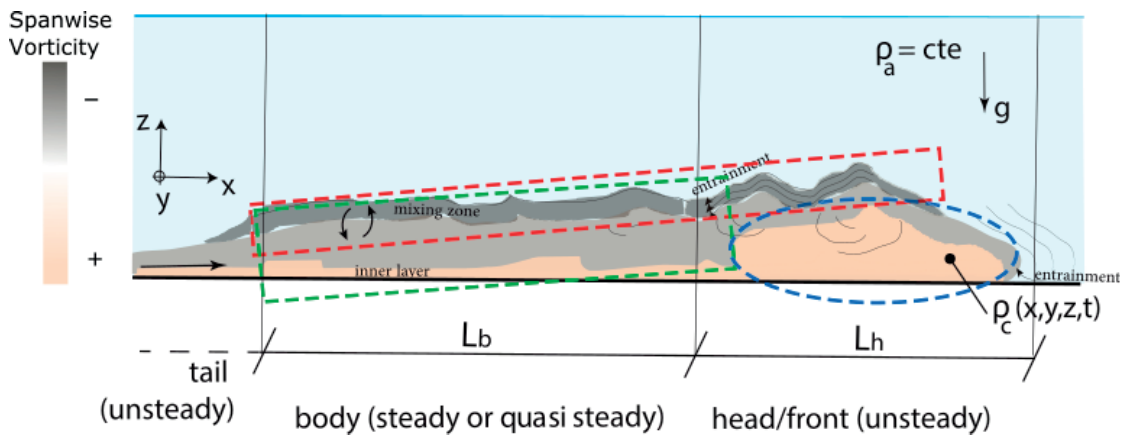 Spanwise
Vorticity
−
+
z
y
x
ρa = cte
g
entrainment
mixing zone
inner layer
entrainment
ρc(x,y,z,t)
Lb
Lh
tail
(unsteady)
body (steady or quasi steady)
head/front (unsteady)